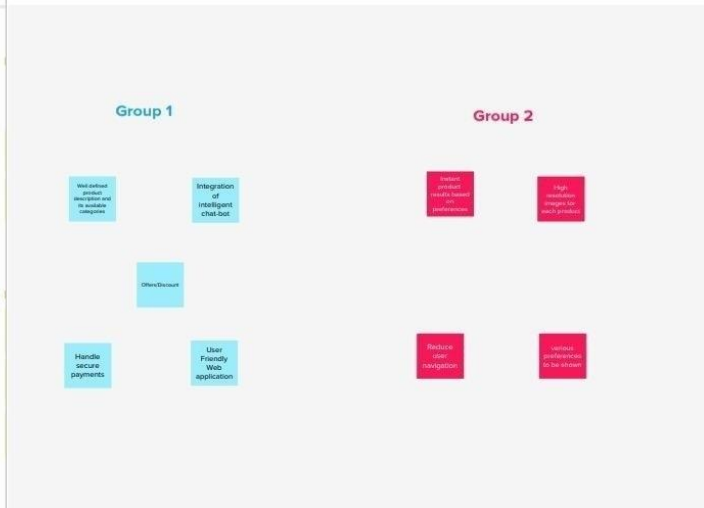 Group 1
Group 2
Well-defined
product
description and
its available
categories
Integration
of
intelligent
chat-bot
Instant
product
results based
on
preferences
High
resolution
images for
each product
Offers/Discount
Handle
secure
payments
User
Friendly
Web
application
Reduce
user
navigation
various
preferences
to be shown